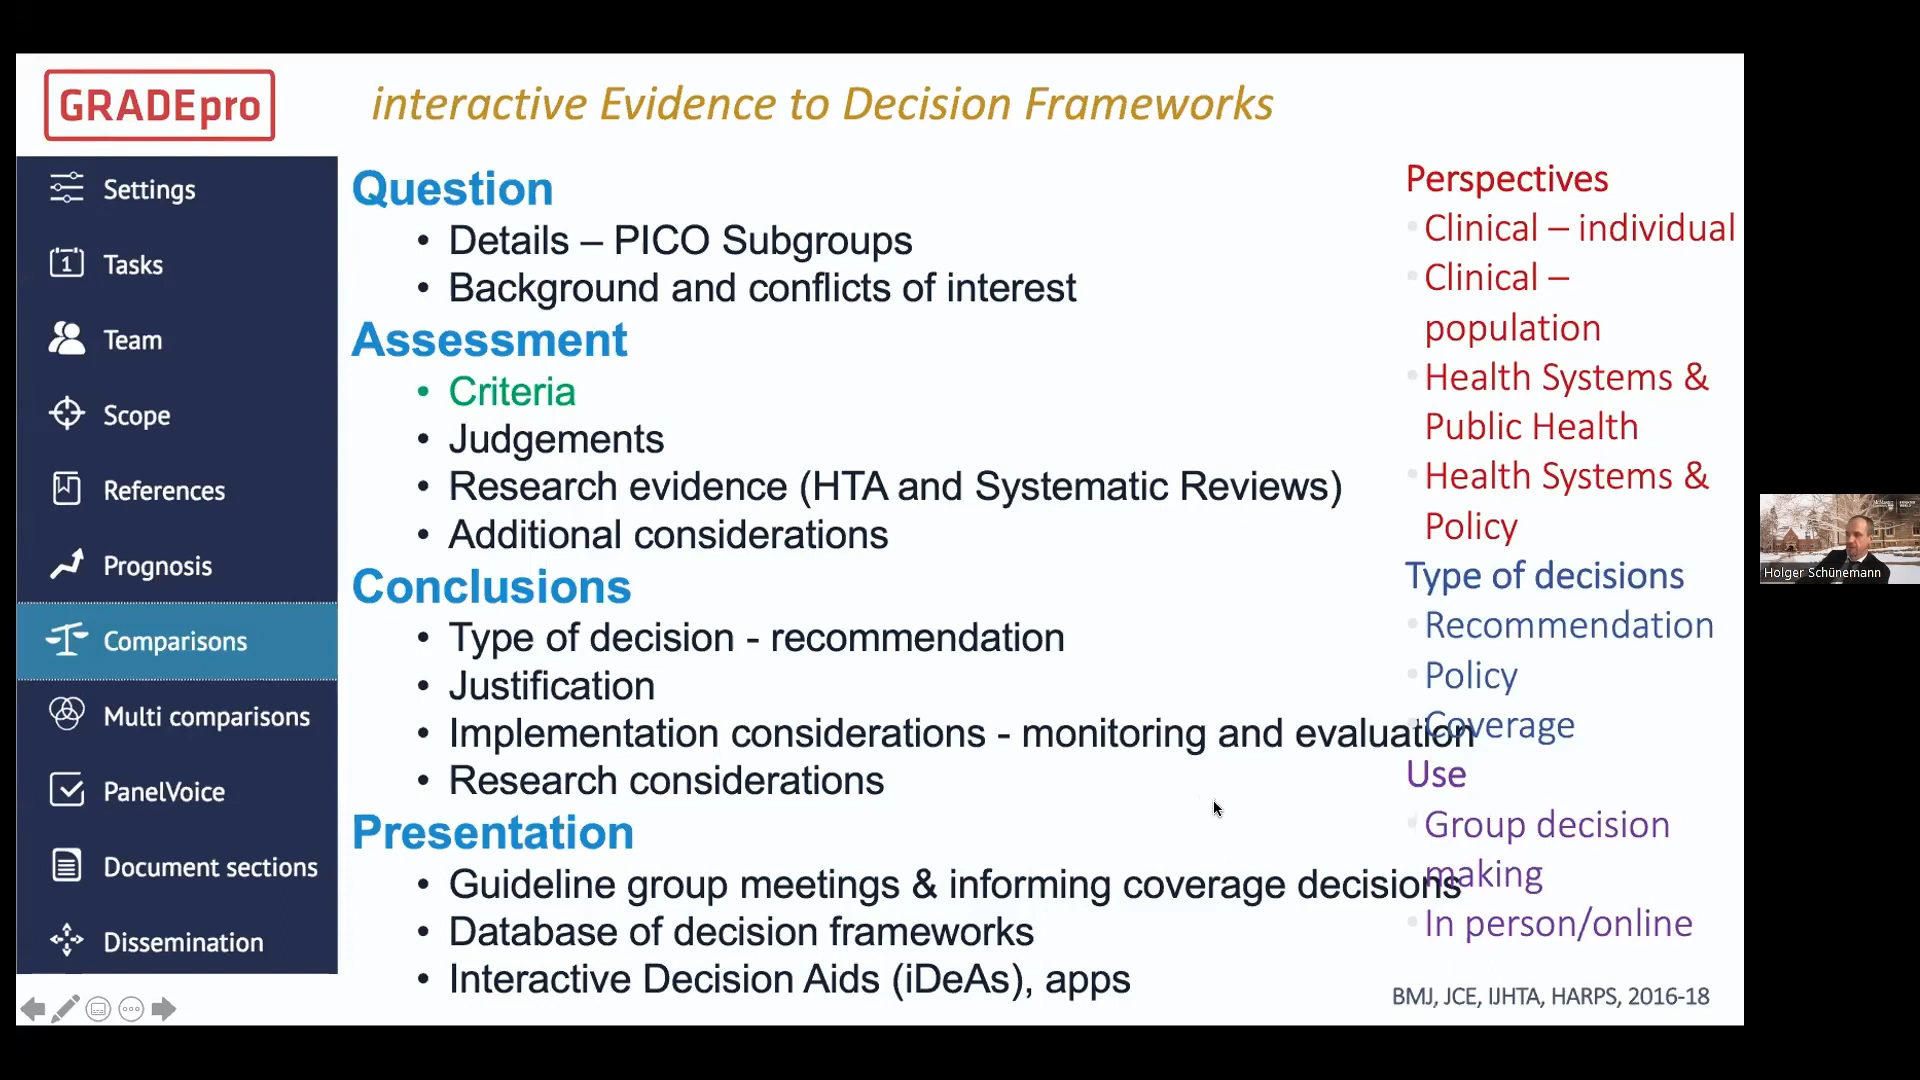 GRADEpro
interactive Evidence to Decision Frameworks
Settings
Tasks
Team
Scope
References
Prognosis
Comparisons
Multi comparisons
PanelVoice
Document sections
Dissemination
Question
• Details – PICO Subgroups
• Background and conflicts of interest
Assessment
• Criteria
• Judgements
• Research evidence (HTA and Systematic Reviews)
• Additional considerations
Conclusions
• Type of decision - recommendation
• Justification
• Implementation considerations - monitoring and evaluation
• Research considerations
Presentation
• Guideline group meetings & informing coverage decisions
• Database of decision frameworks
• Interactive Decision Aids (iDeAs), apps
Perspectives
• Clinical – individual
• Clinical –
population
• Health Systems &
Public Health
• Health Systems &
Policy
Type of decisions
• Recommendation
• Policy
• Coverage
Use
• Group decision
making
• In person/online
BMJ, JCE, IJHTA, HARPS, 2016-18
Holger Schünemann